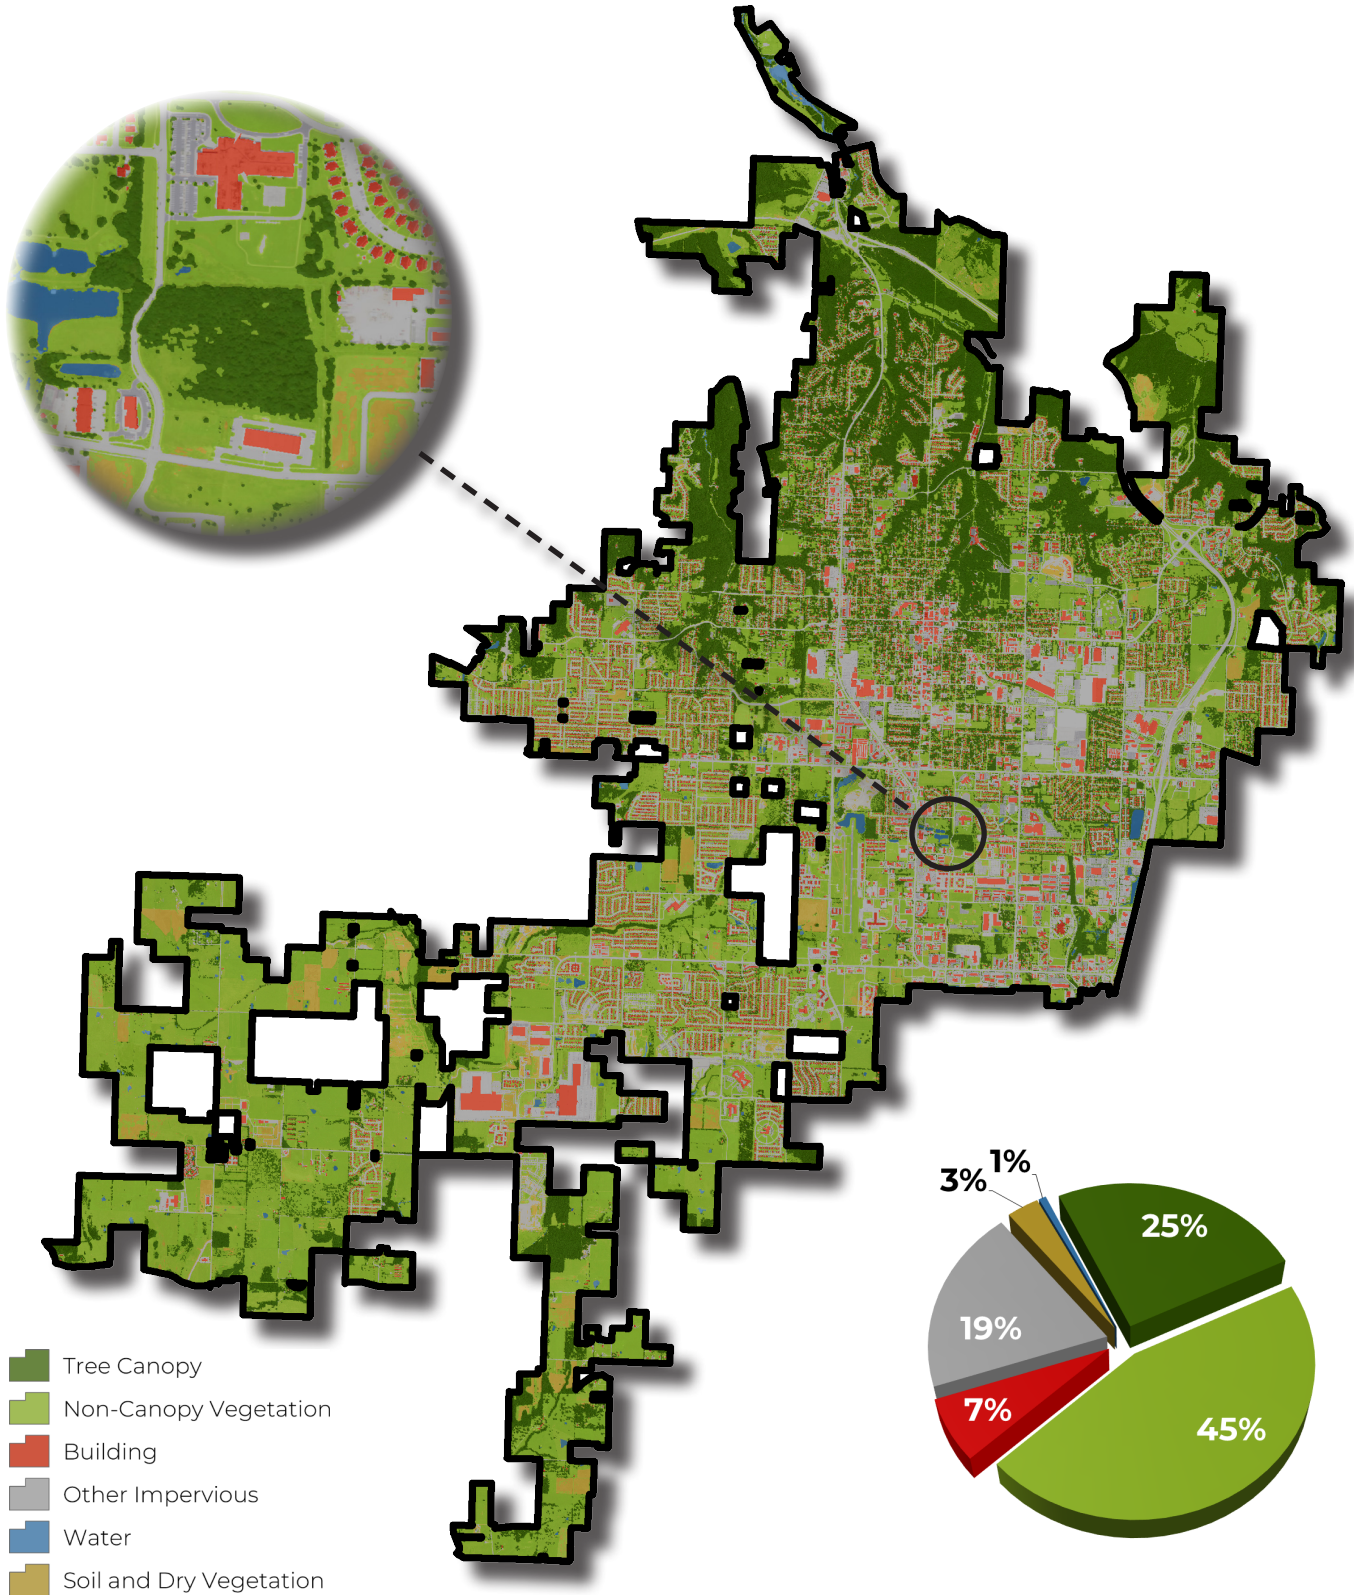 3%
1%
25%
19%
7%
45%
Tree Canopy
Non-Canopy Vegetation
Building
Other Impervious
Water
Soil and Dry Vegetation